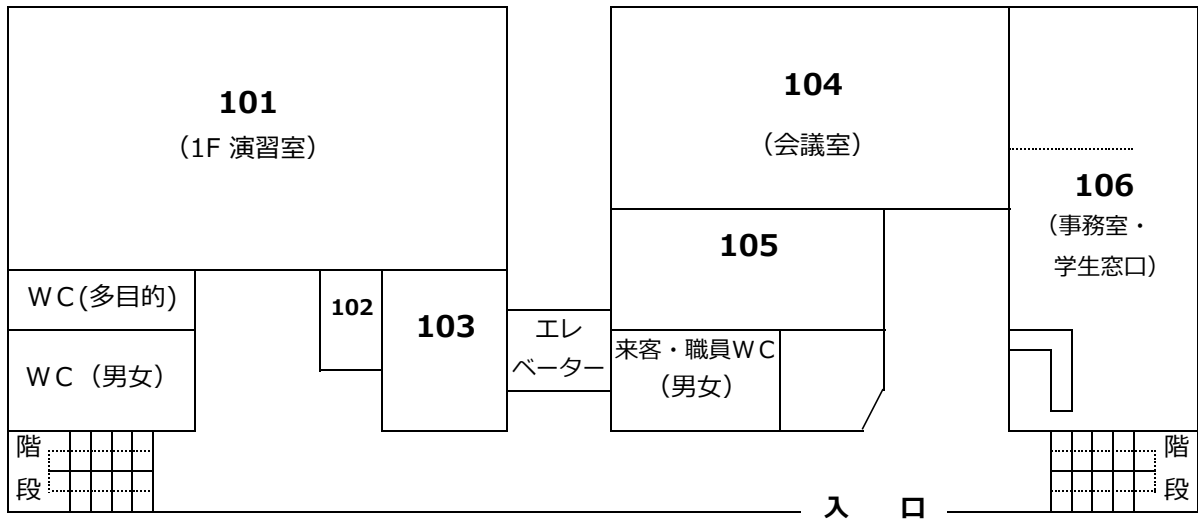 101
（1F 演習室）
104
（会議室）
106
（事務室・
学生窓口）
105
ＷＣ(多目的)
102
103
エレ
ベーター
来客・職員ＷＣ
（男女）
ＷＣ（男女）
階
段
階
段
入　口